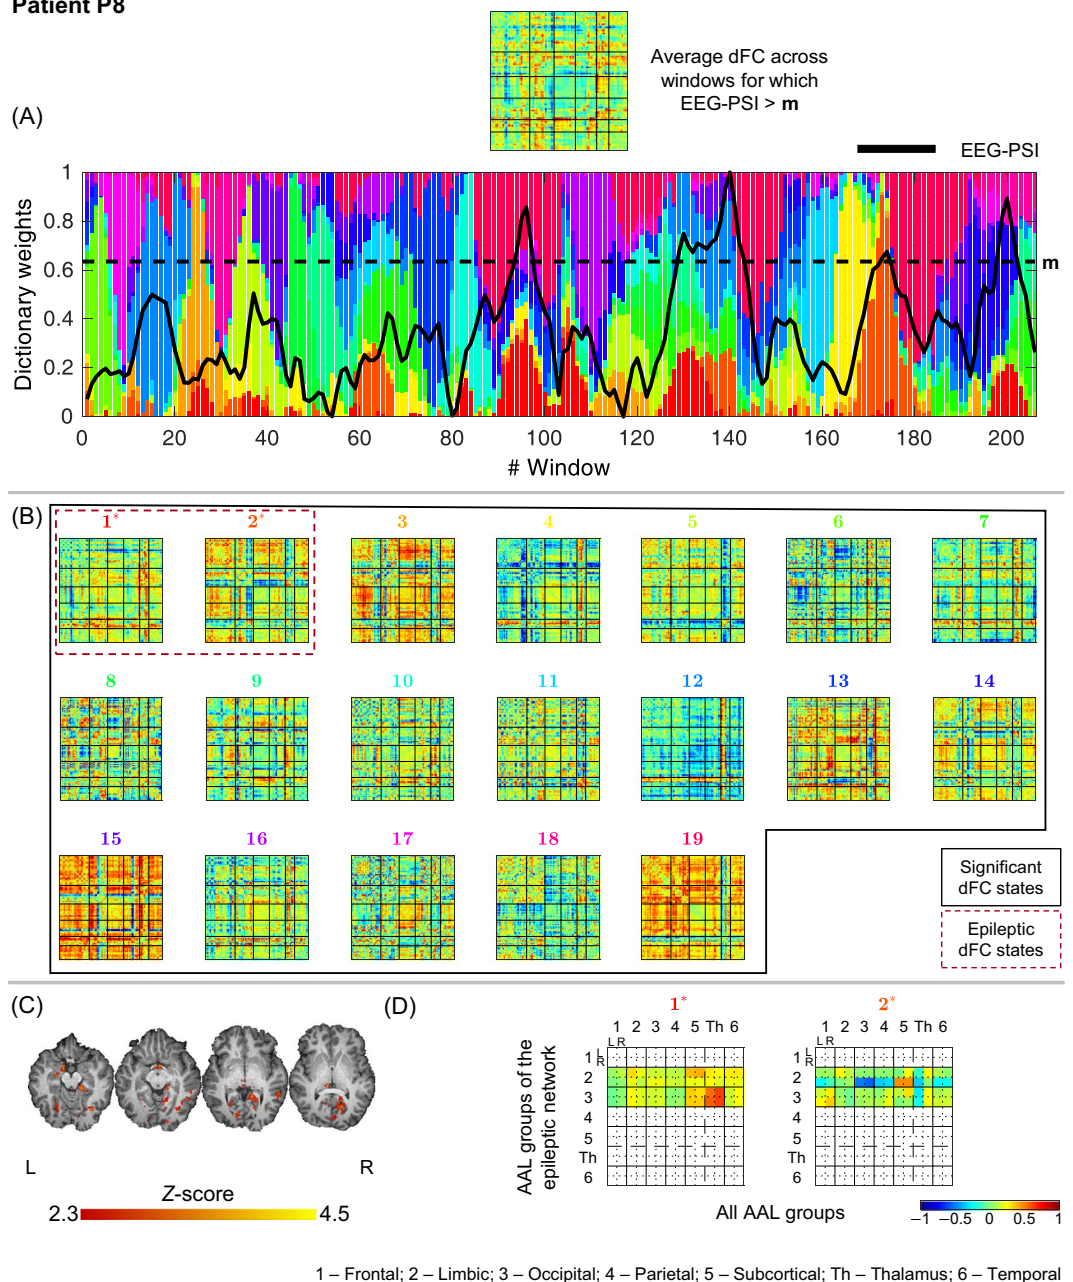 Patient P8
Average dFC across
windows for which
EEG-PSI > m
(A)
EEG-PSI
Dictionary weights
1
0.8
0.6
0.4
0.2
0
m
0 20 40 60 80 100 120 140 160 180 200
# Window
(B)
1* 2* 3 4 5 6 7
8 9 10 11 12 13 14
15 16 17 18 19
Significant
dFC states
Epileptic
dFC states
(C)
L R
Z-score
2.3 4.5
(D)
1* 2*
1 2 3 4 5 Th 6 1 2 3 4 5 Th 6
L R L R
AAL groups of the
epileptic network
1 L R 1 L R
2 2
3 3
4 4
5 5
Th Th
6 6
All AAL groups
−1 −0.5 0 0.5 1
1 – Frontal; 2 – Limbic; 3 – Occipital; 4 – Parietal; 5 – Subcortical; Th – Thalamus; 6 – Temporal